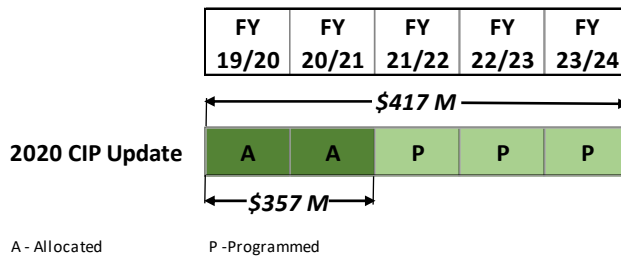 FY FY FY FY FY
19/20 20/21 21/22 22/23 23/24
$417 M
2020 CIP Update A A P P P
$357 M
A - Allocated P -Programmed